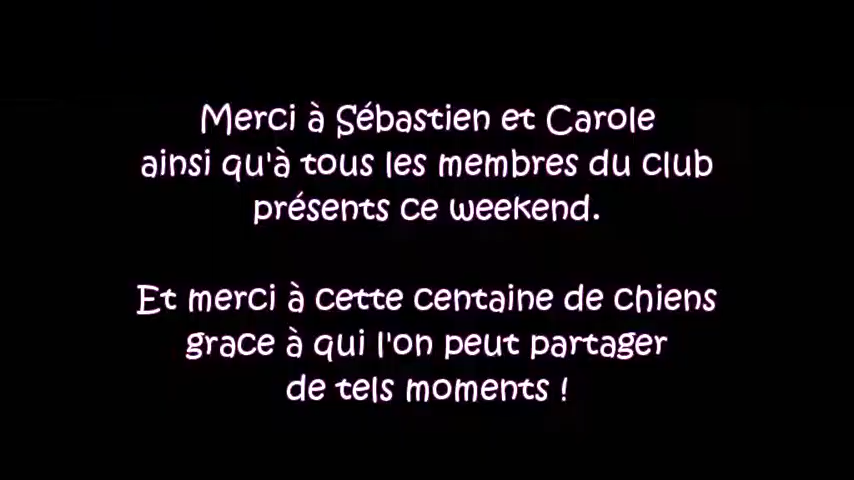 Merci à Sébastien et Carole
ainsi qu'à tous les membres du club
présents ce weekend.
Et merci à cette centaine de chiens
grace à qui l'on peut partager
de tels moments !